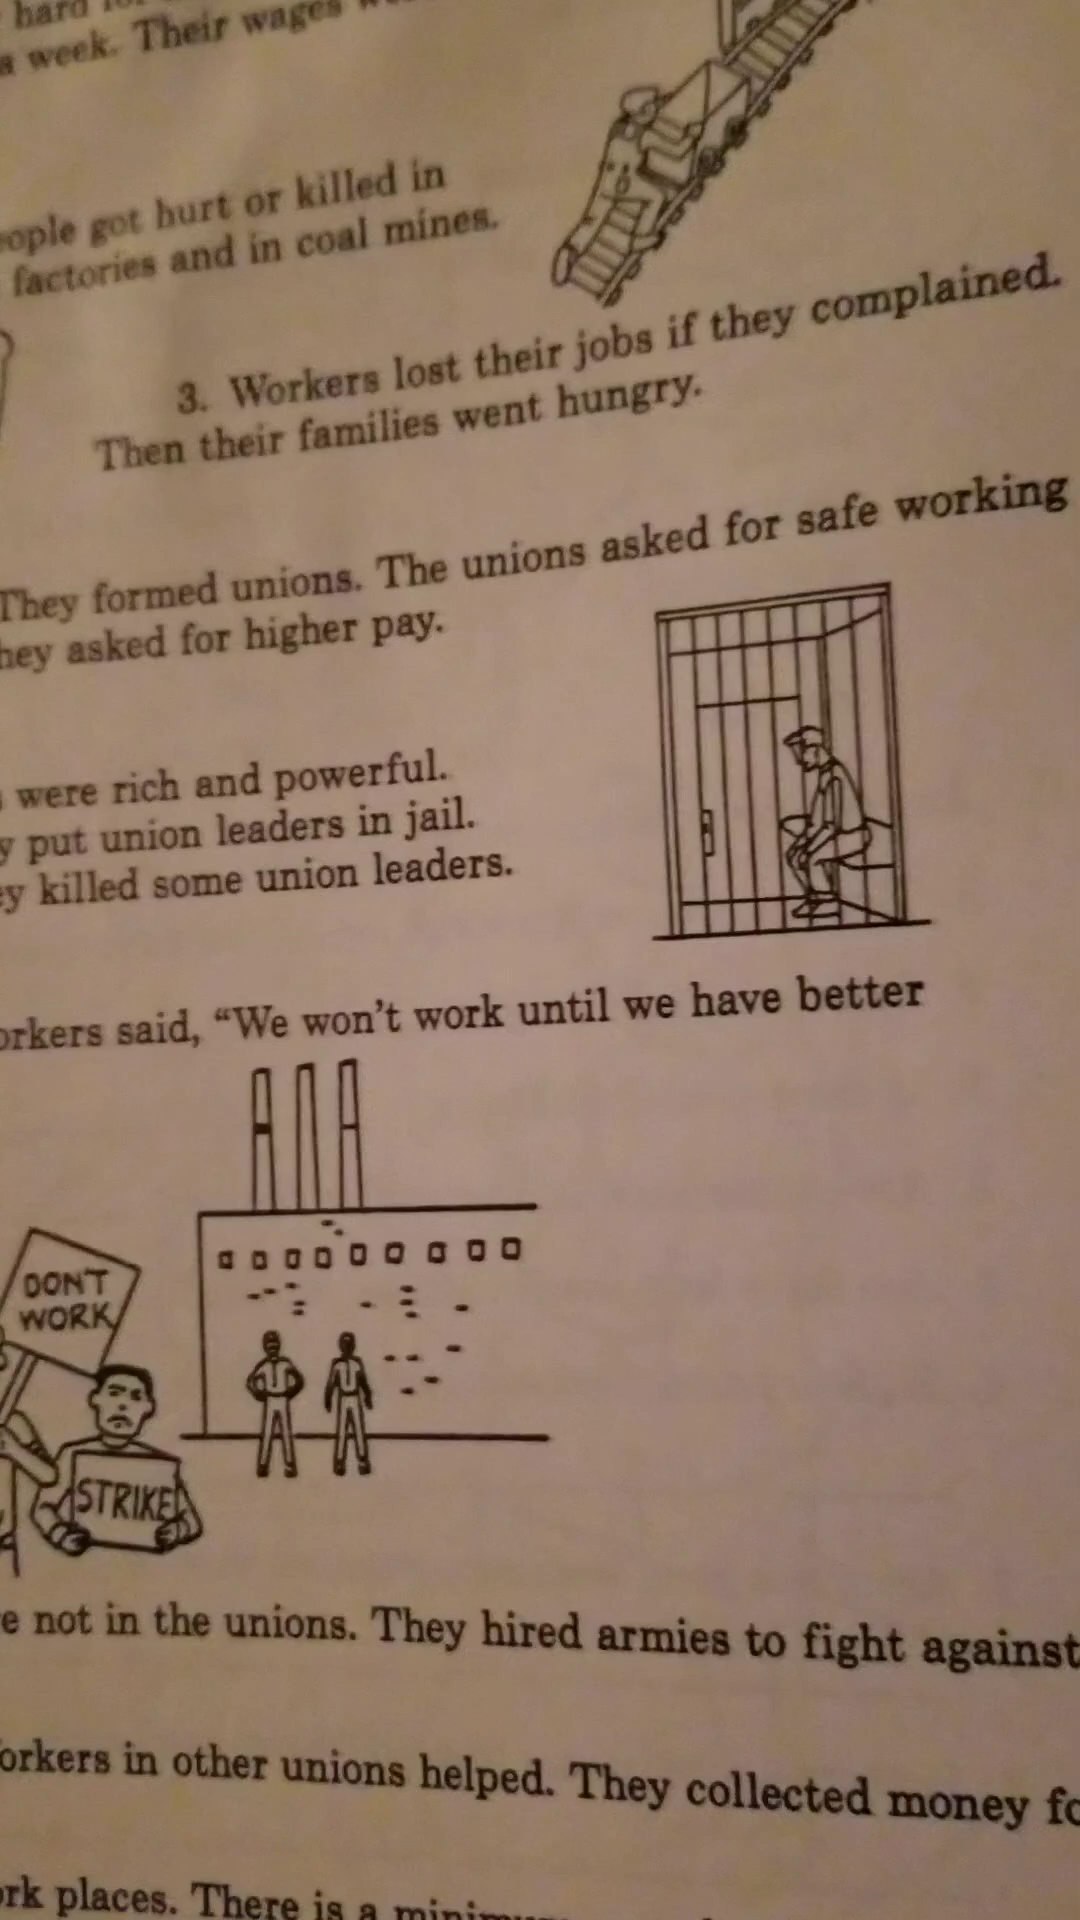 hard
a week. Their wages
got hurt or killed in
factories and in coal mines.
3. Workers lost their jobs if they complained.
Then their families went hungry.
They formed unions. The unions asked for safe working
hey asked for higher pay.
were rich and powerful.
y put union leaders in jail.
ey killed some union leaders.
orkers said, “We won’t work until we have better
DON'T
WORK
STRIKE
e not in the unions. They hired armies to fight against
orkers in other unions helped. They collected money
ork places. There is a